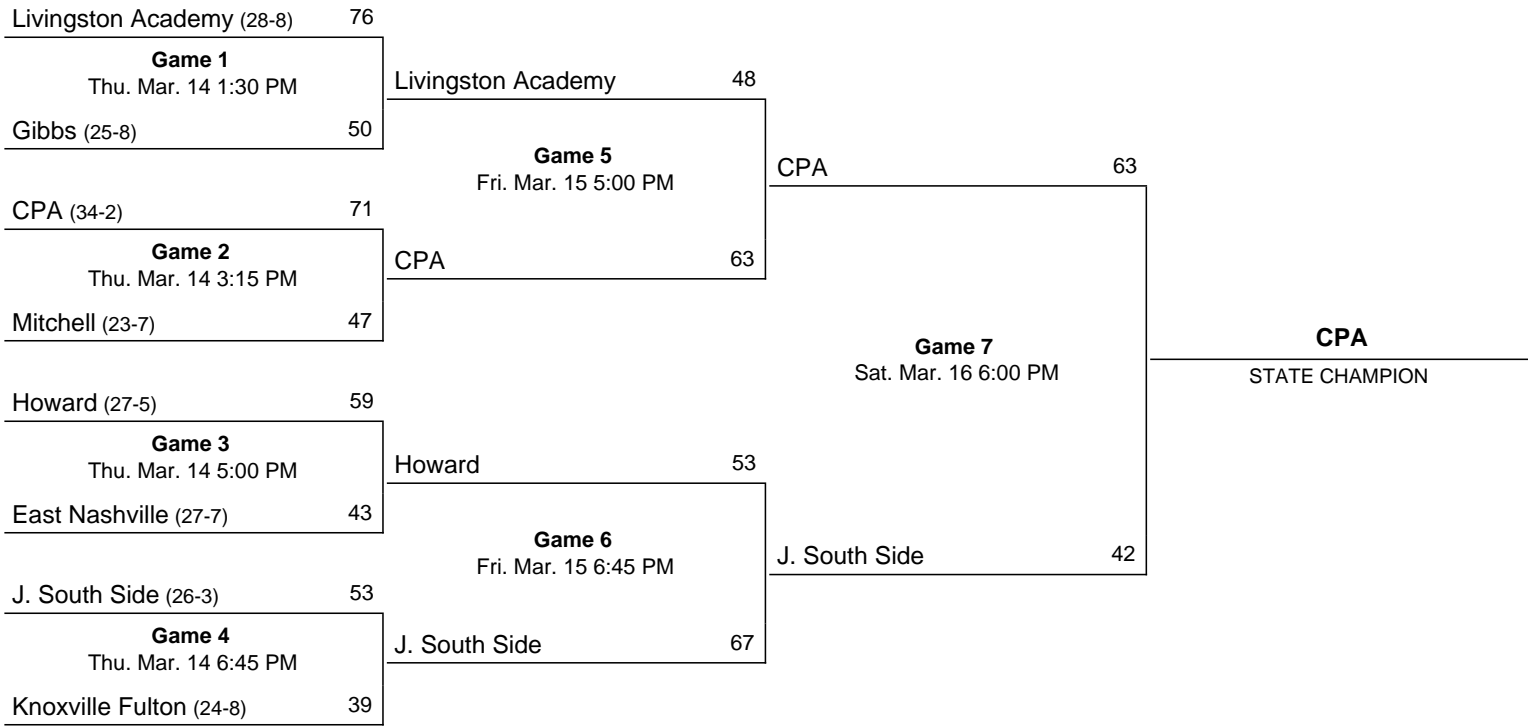 Livingston Academy (28-8) 76
Game 1
Thu. Mar. 14 1:30 PM
Gibbs (25-8) 50
CPA (34-2) 71
Game 2
Thu. Mar. 14 3:15 PM
Mitchell (23-7) 47
Howard (27-5) 59
Game 3
Thu. Mar. 14 5:00 PM
East Nashville (27-7) 43
J. South Side (26-3) 53
Game 4
Thu. Mar. 14 6:45 PM
Knoxville Fulton (24-8) 39
Livingston Academy 48
Game 5
Fri. Mar. 15 5:00 PM
CPA 63
Howard 53
Game 6
Fri. Mar. 15 6:45 PM
J. South Side 67
CPA 63
Game 7
Sat. Mar. 16 6:00 PM
J. South Side 42
CPA
STATE CHAMPION